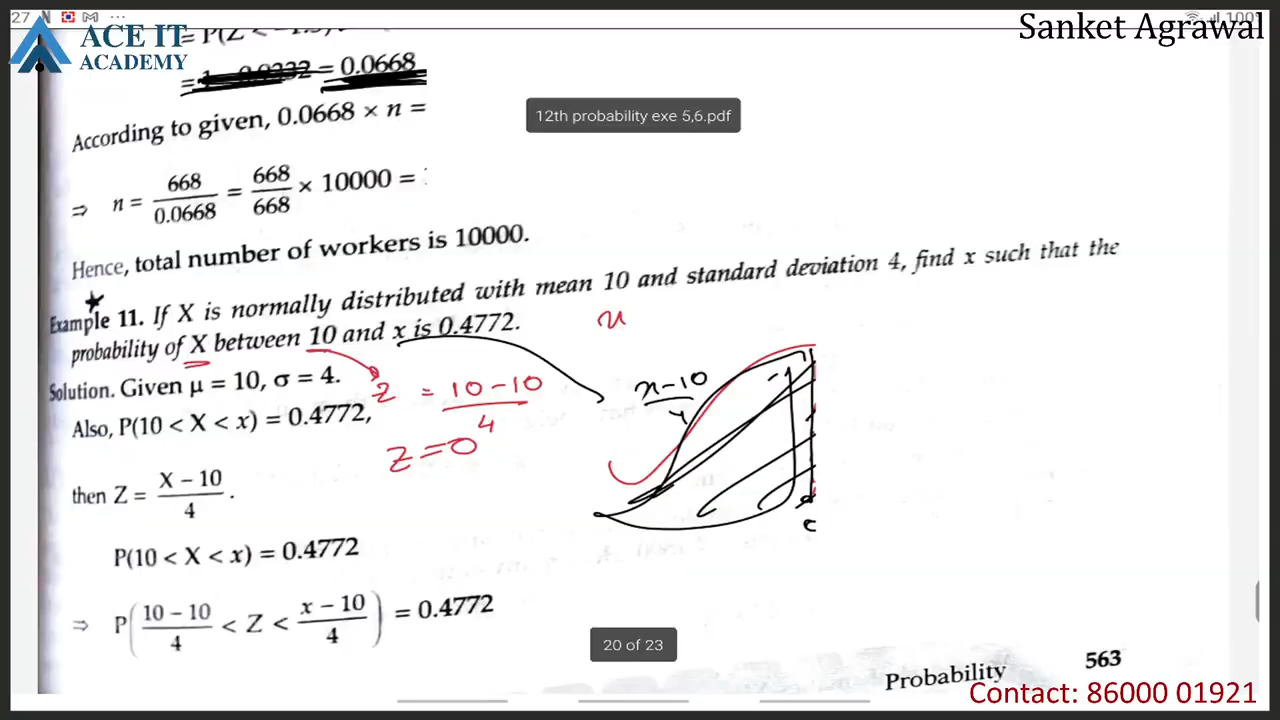 27
100%
ACE IT
ACADEMY
Sanket Agrawal
= 0.0668
12th probability exe 5,6.pdf
According to given, 0.0668 × n =
⇒ n = 668/0.0668 = 668/668 × 10000 =
Hence, total number of workers is 10000.
Example 11. If X is normally distributed with mean 10 and standard deviation 4, find x such that the
probability of X between 10 and x is 0.4772.
Solution. Given μ = 10, σ = 4.
Also, P(10 < X < x) = 0.4772,
z = 10-10/4
z = 0
x-10/4
then Z = X – 10/4 .
P(10 < X < x) = 0.4772
⇒ P(10 – 10/4 < Z < x – 10/4) = 0.4772
20 of 23
Probability 563
Contact: 86000 01921